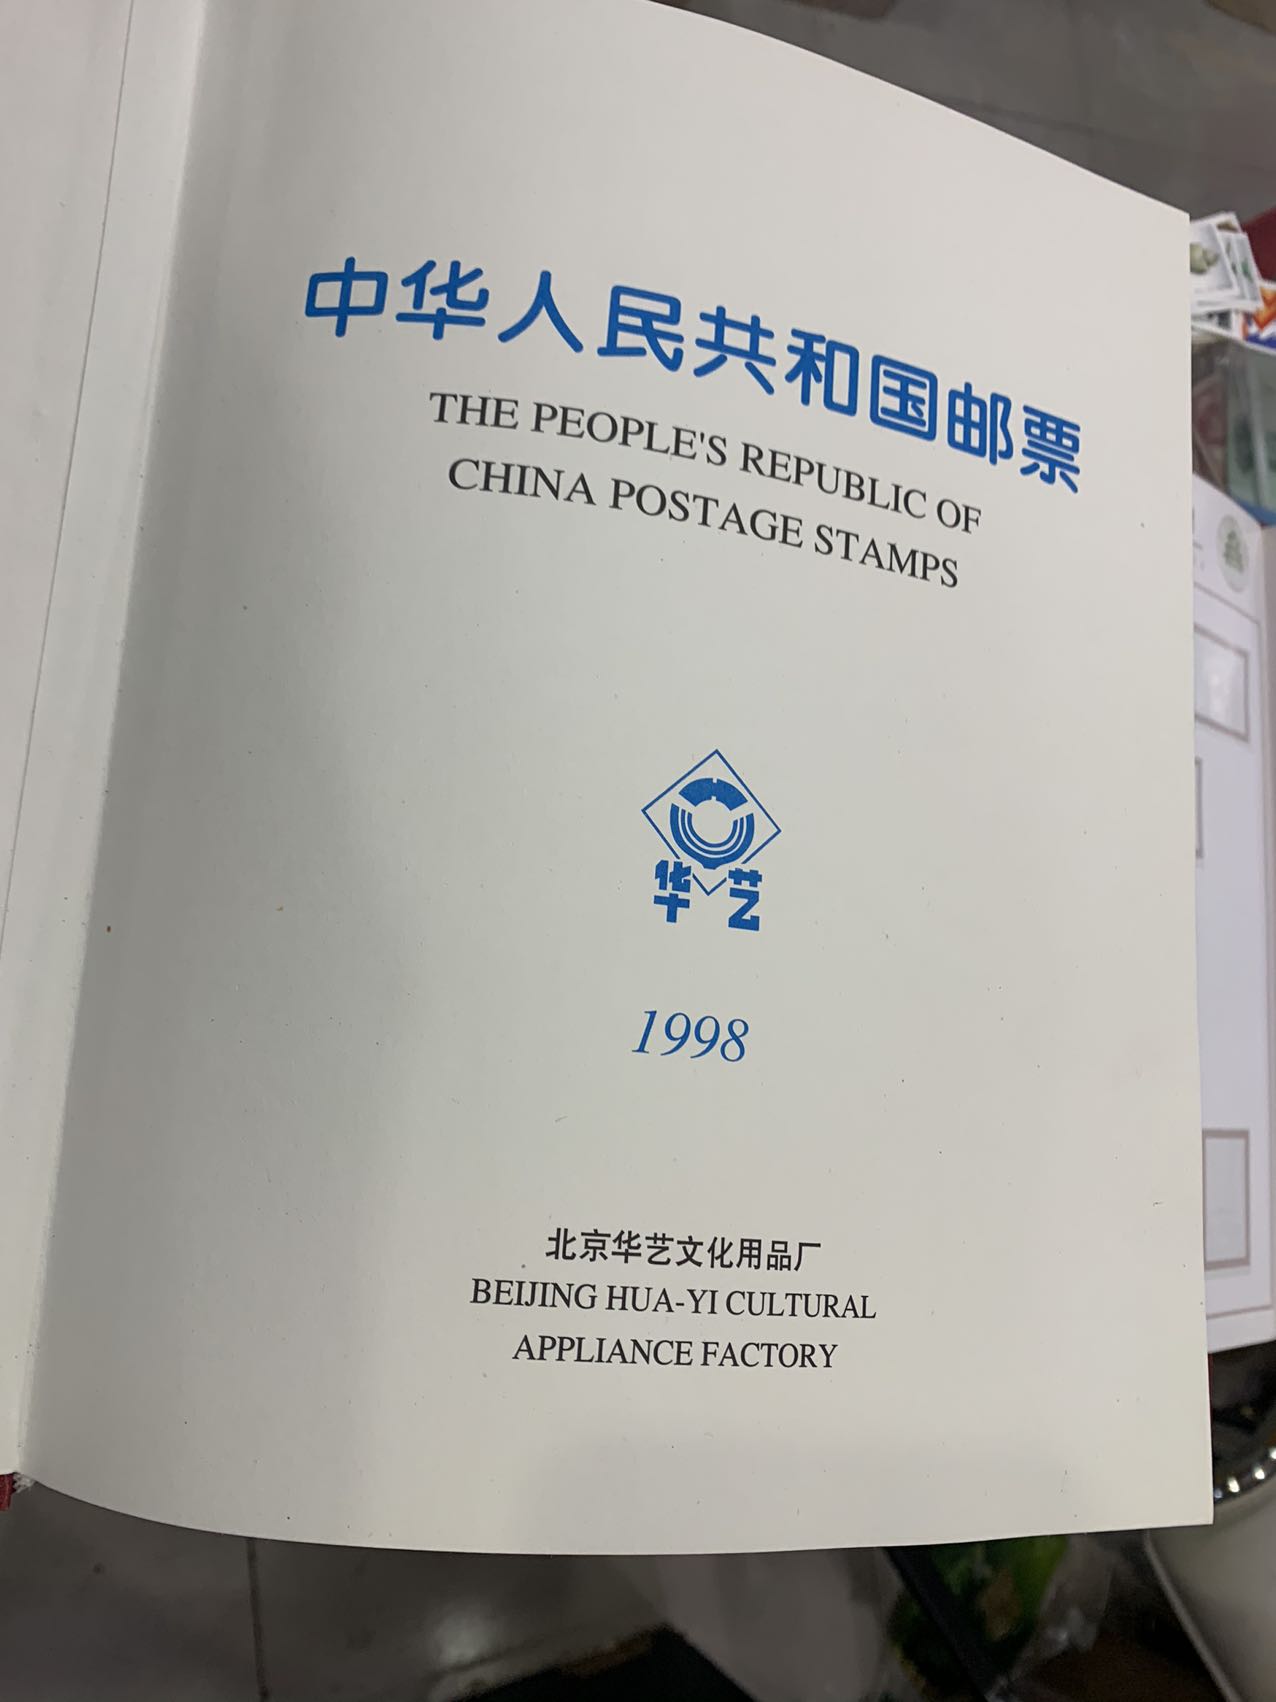 中华人民共和国邮票
THE PEOPLE'S REPUBLIC OF
CHINA POSTAGE STAMPS
华艺
1998
北京华艺文化用品厂
BEIJING HUA-YI CULTURAL
APPLIANCE FACTORY